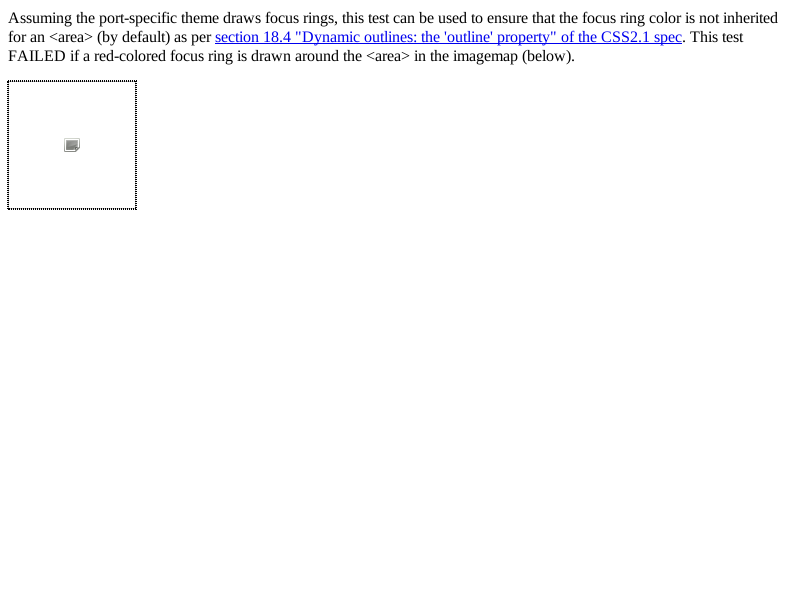 Assuming the port-specific theme draws focus rings, this test can be used to ensure that the focus ring color is not inherited
for an <area> (by default) as per section 18.4 "Dynamic outlines: the 'outline' property" of the CSS2.1 spec. This test
FAILED if a red-colored focus ring is drawn around the <area> in the imagemap (below).